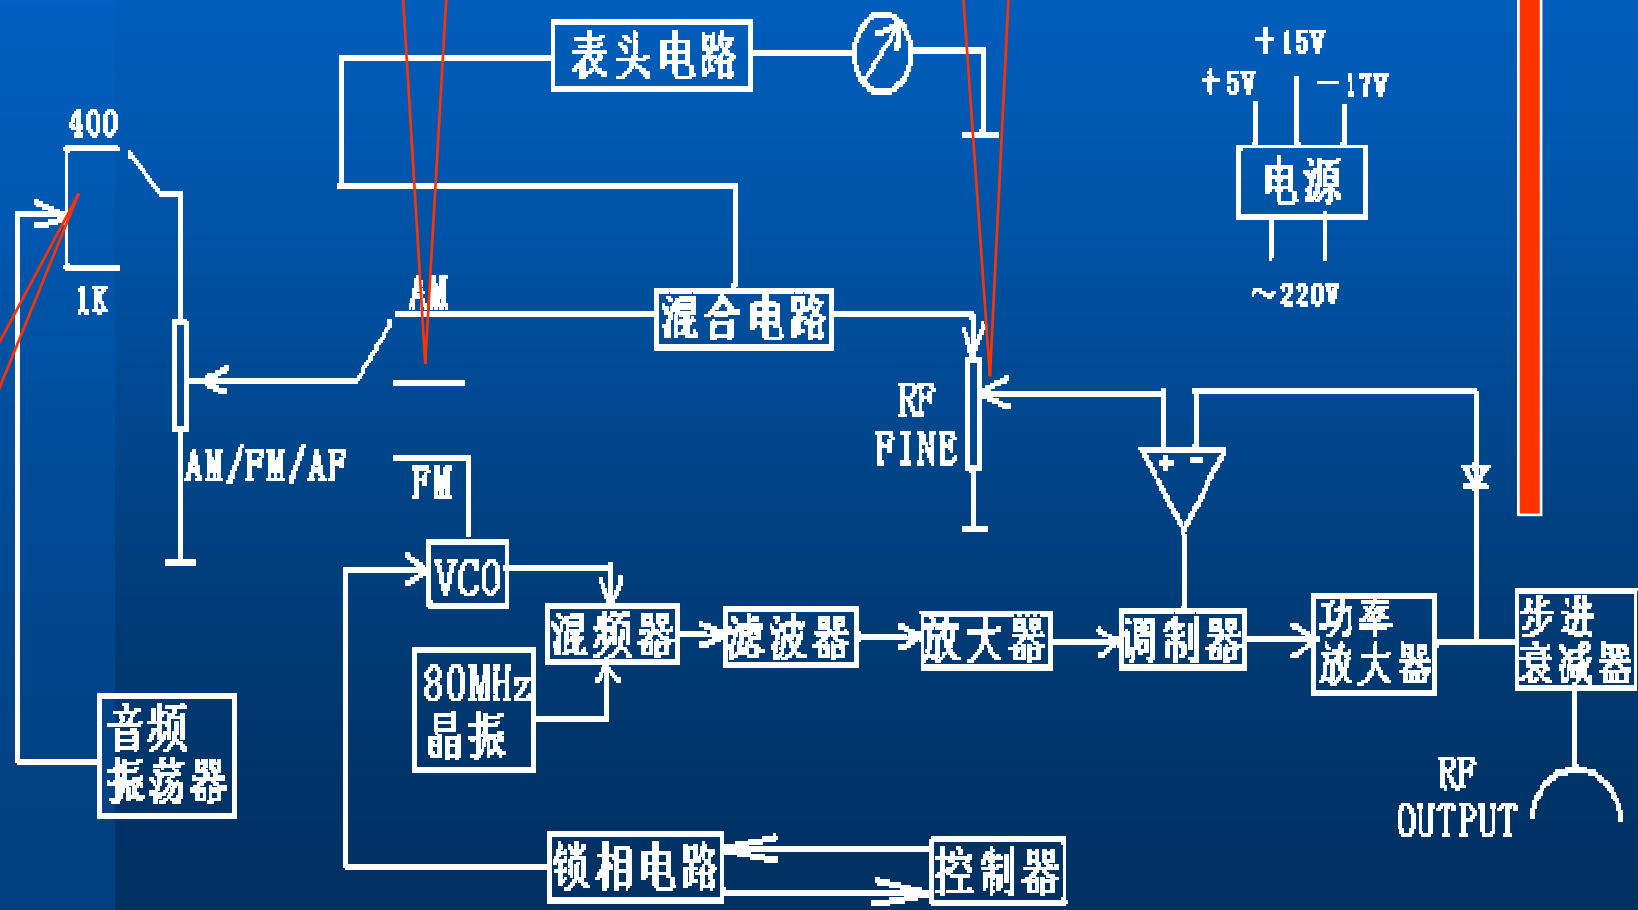 表头电路
＋15V
＋5V
－17V
400
电源
1K
AM
～220V
混合电路
RF
FINE
AM/FM/AF
FM
+
-
VCO
混频器
滤波器
放大器
调制器
功率
放大器
步进
衰减器
80MHz
晶振
音频
振荡器
RF
OUTPUT
锁相电路
控制器